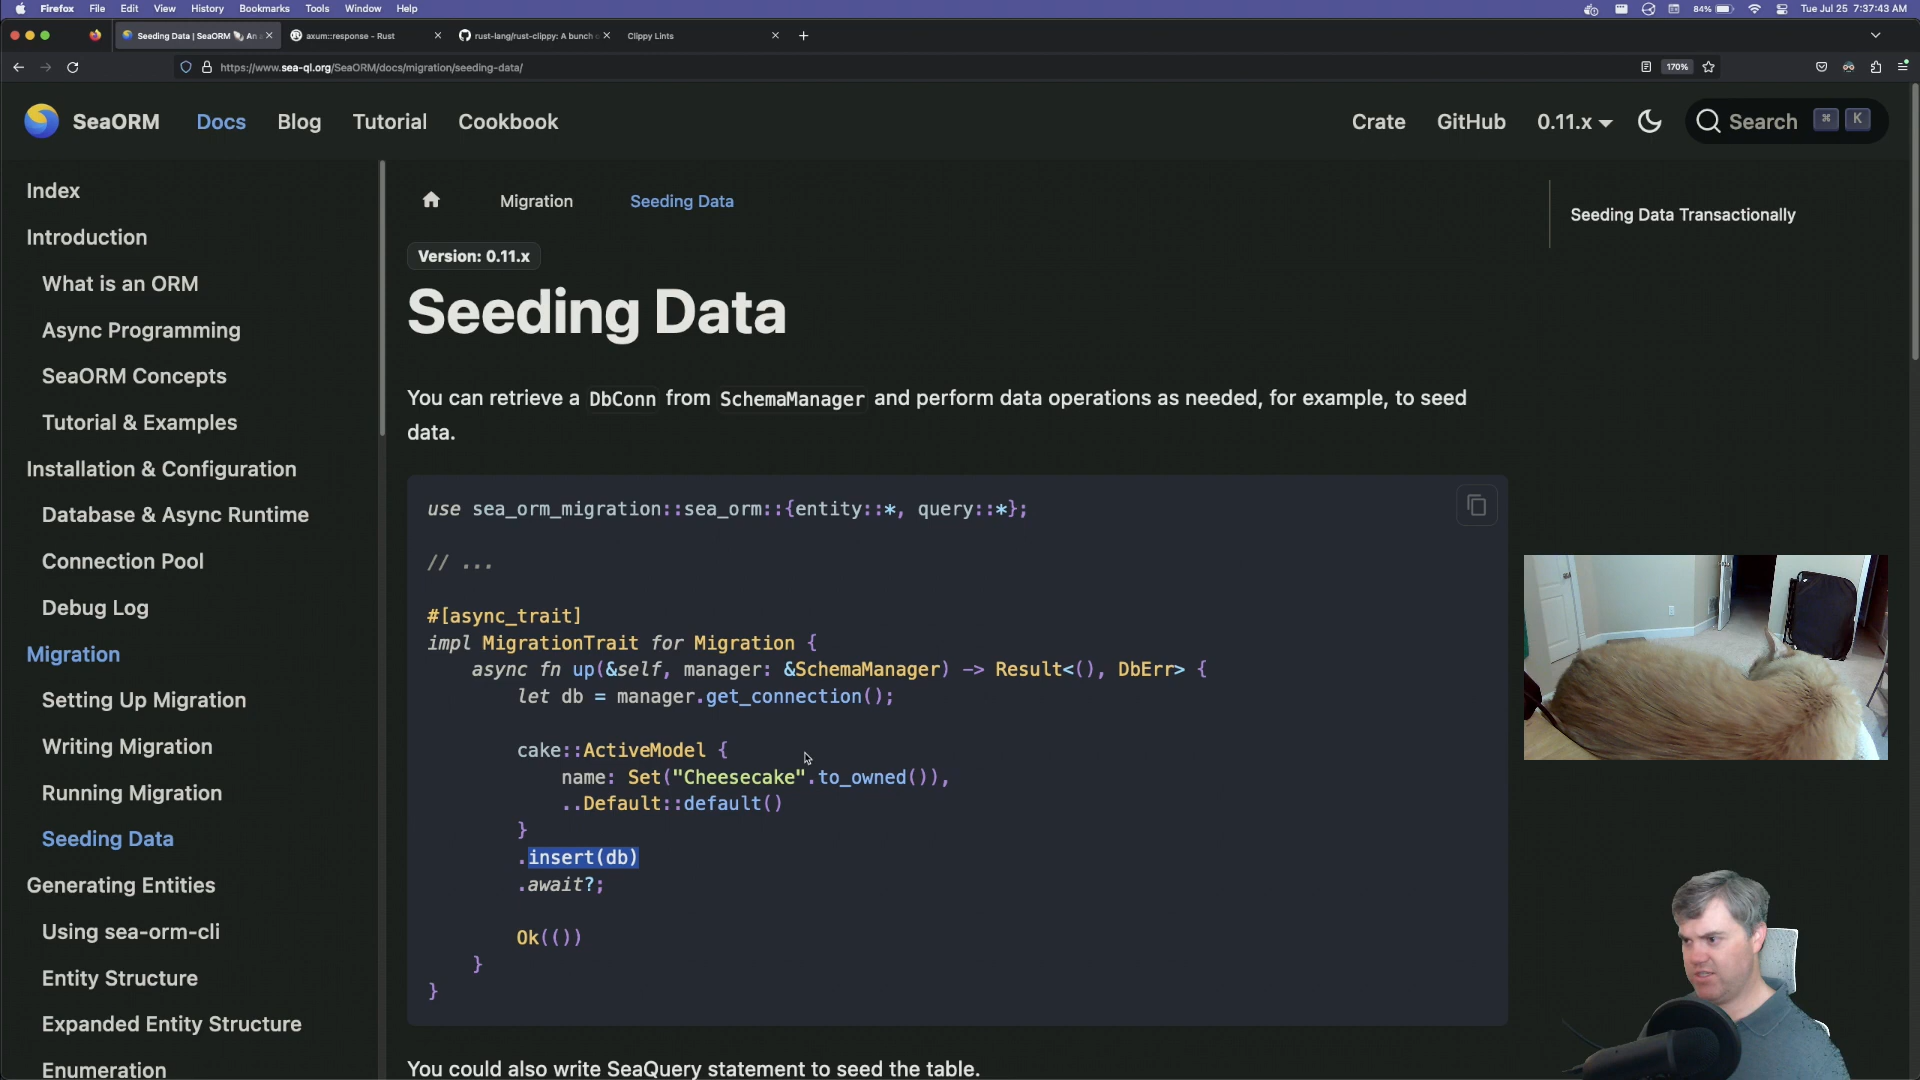 Firefox File Edit View History Bookmarks Tools Window Help 84% Tue Jul 25 7:37:43 AM
Seeding Data | SeaORM
axum::response - Rust
rust-lang/rust-clippy: A bunch
Clippy Lints
https://www.sea-ql.org/SeaORM/docs/migration/seeding-data/
170%
SeaORM Docs Blog Tutorial Cookbook Crate GitHub 0.11.x Search ⌘ K
Index
Introduction
What is an ORM
Async Programming
SeaORM Concepts
Tutorial & Examples
Installation & Configuration
Database & Async Runtime
Connection Pool
Debug Log
Migration
Setting Up Migration
Writing Migration
Running Migration
Seeding Data
Generating Entities
Using sea-orm-cli
Entity Structure
Expanded Entity Structure
Enumeration
Migration Seeding Data
Version: 0.11.x
Seeding Data
You can retrieve a DbConn from SchemaManager and perform data operations as needed, for example, to seed
data.
use sea_orm_migration::sea_orm::{entity::*, query::*};
// ...
#[async_trait]
impl MigrationTrait for Migration {
async fn up(&self, manager: &SchemaManager) -> Result<(), DbErr> {
let db = manager.get_connection();
cake::ActiveModel {
name: Set("Cheesecake".to_owned()),
..Default::default()
}
.insert(db)
.await?;
Ok(())
}
}
You could also write SeaQuery statement to seed the table.
Seeding Data Transactionally